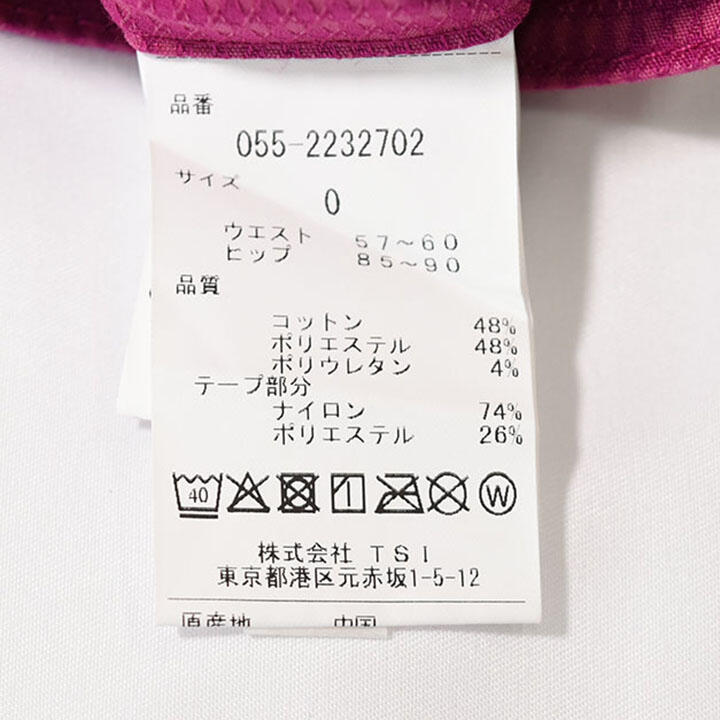 品番
055-2232702
サイズ
0
ウエスト 57~60
ヒップ 85~90
品質
コットン 48%
ポリエステル 48%
ポリウレタン 4%
テープ部分
ナイロン 74%
ポリエステル 26%
40 W
株式会社 TSI
東京都港区元赤坂1-5-12
原産地 中国